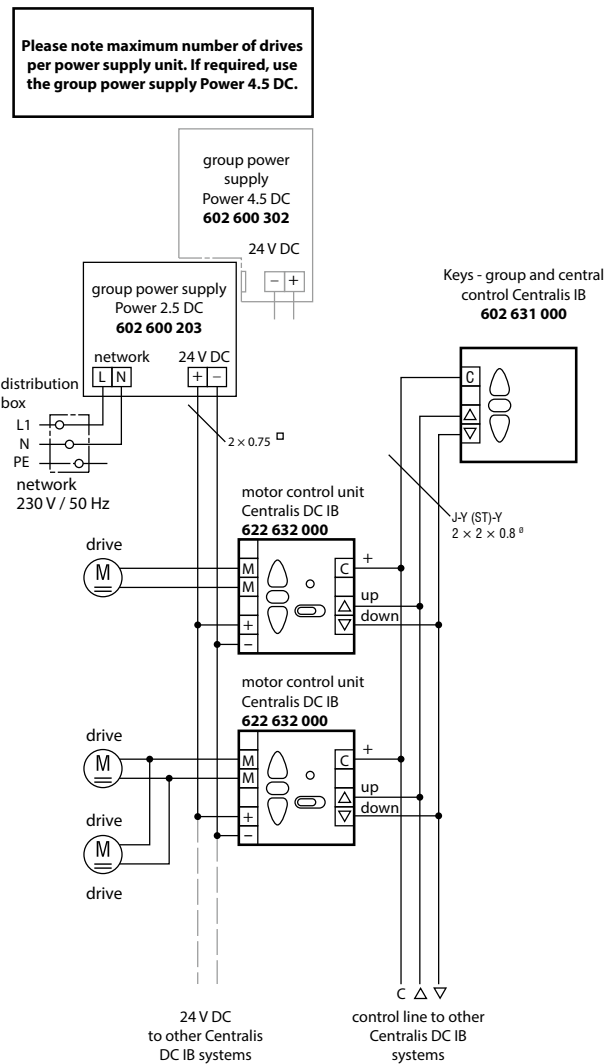 Please note maximum number of drives
per power supply unit. If required, use
the group power supply Power 4.5 DC.
group power
supply
Power 4.5 DC
602 600 302
24 V DC
− +
group power supply
Power 2.5 DC
602 600 203
network 24 V DC
L N + −
Keys - group and central
control Centralis IB
602 631 000
C
△
▽
distribution
box
L1
N
PE
network
230 V / 50 Hz
2 × 0.75 □
J-Y (ST)-Y
2 × 2 × 0.8 ø
motor control unit
Centralis DC IB
622 632 000
drive
M
M
M
+
−
C
△
▽
+
up
down
motor control unit
Centralis DC IB
622 632 000
drive
M
M
M
+
−
C
△
▽
+
up
down
drive
M
drive
C △ ▽
24 V DC
to other Centralis
DC IB systems
control line to other
Centralis DC IB
systems